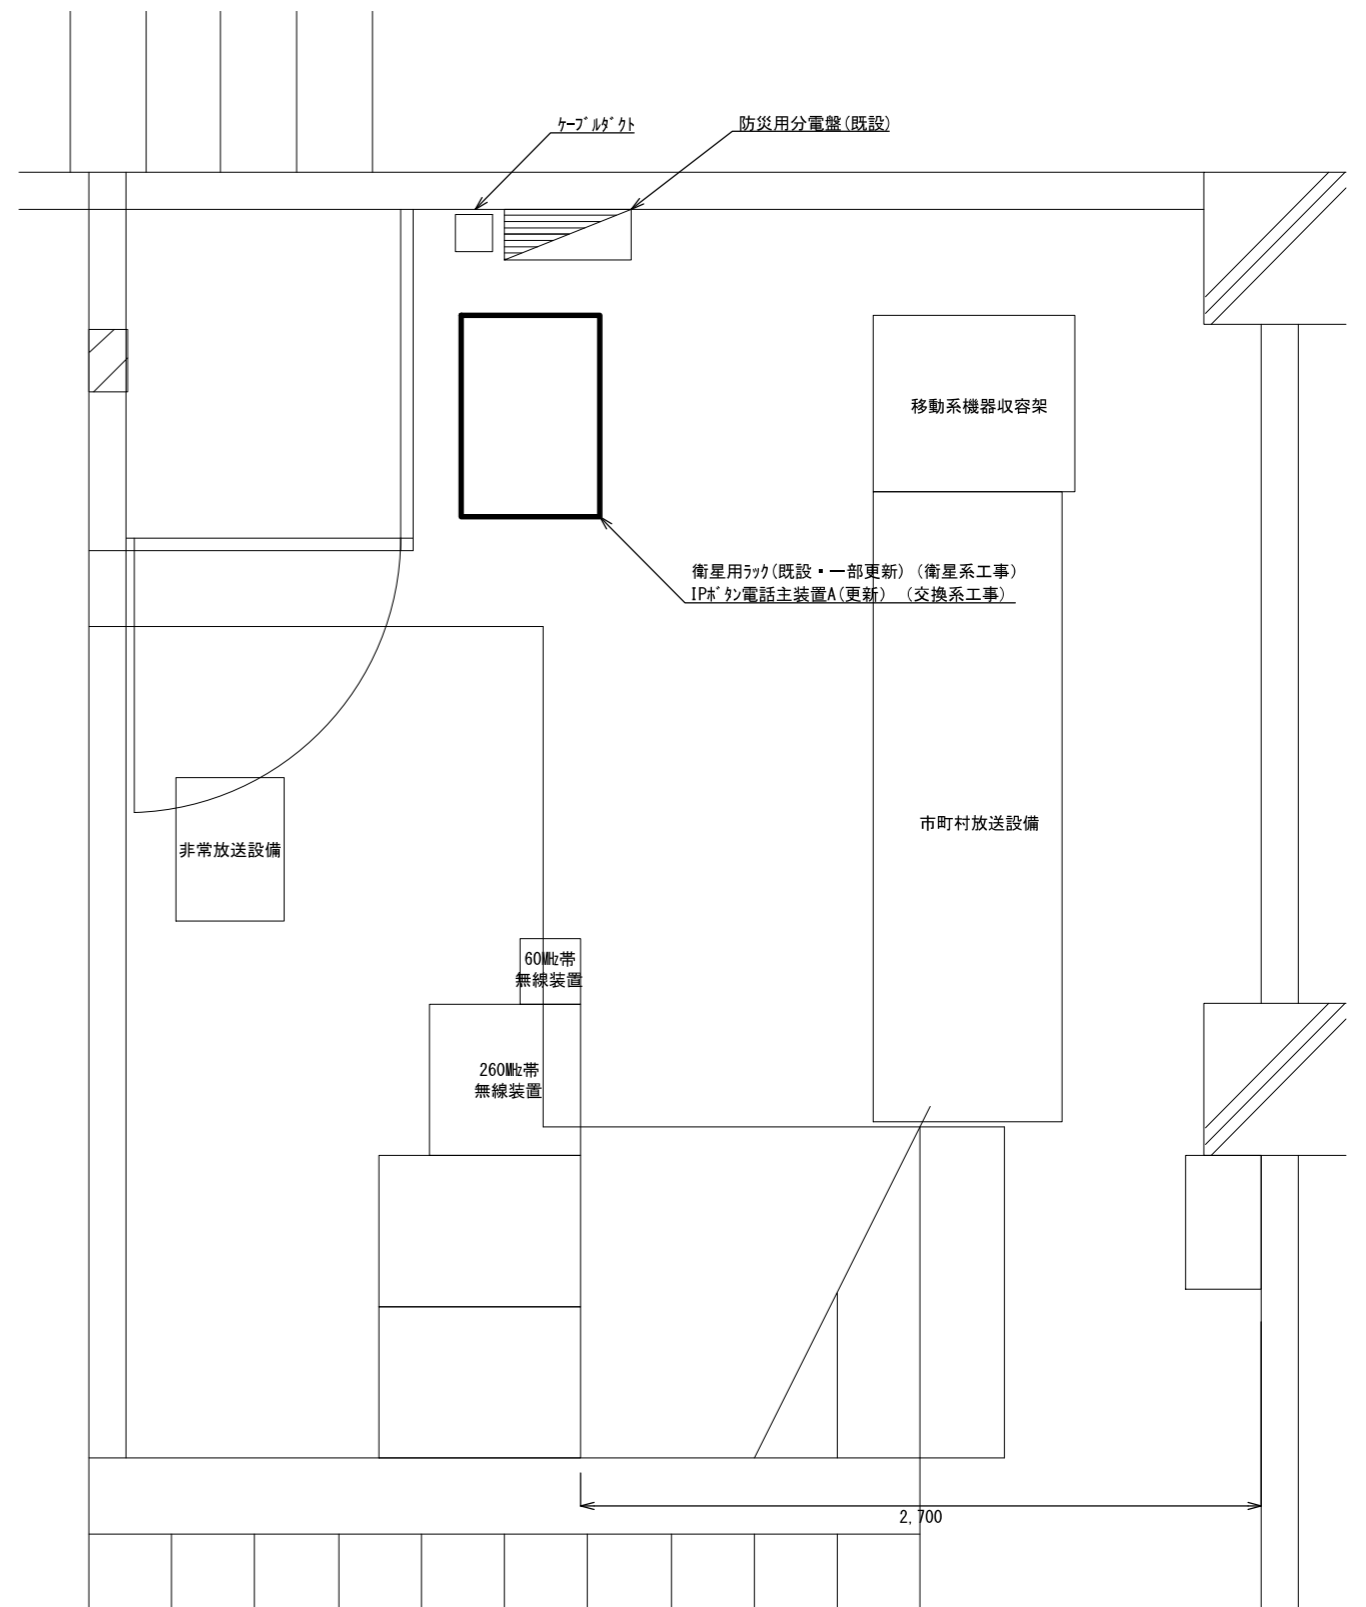 ｹｰﾌﾞﾙﾀﾞｸﾄ
防災用分電盤(既設)
移動系機器収容架
衛星用ﾗｯｸ(既設・一部更新) (衛星系工事)
IPﾎﾞﾀﾝ電話主装置A(更新) (交換系工事)
市町村放送設備
非常放送設備
60MHz帯
無線装置
260MHz帯
無線装置
2,700